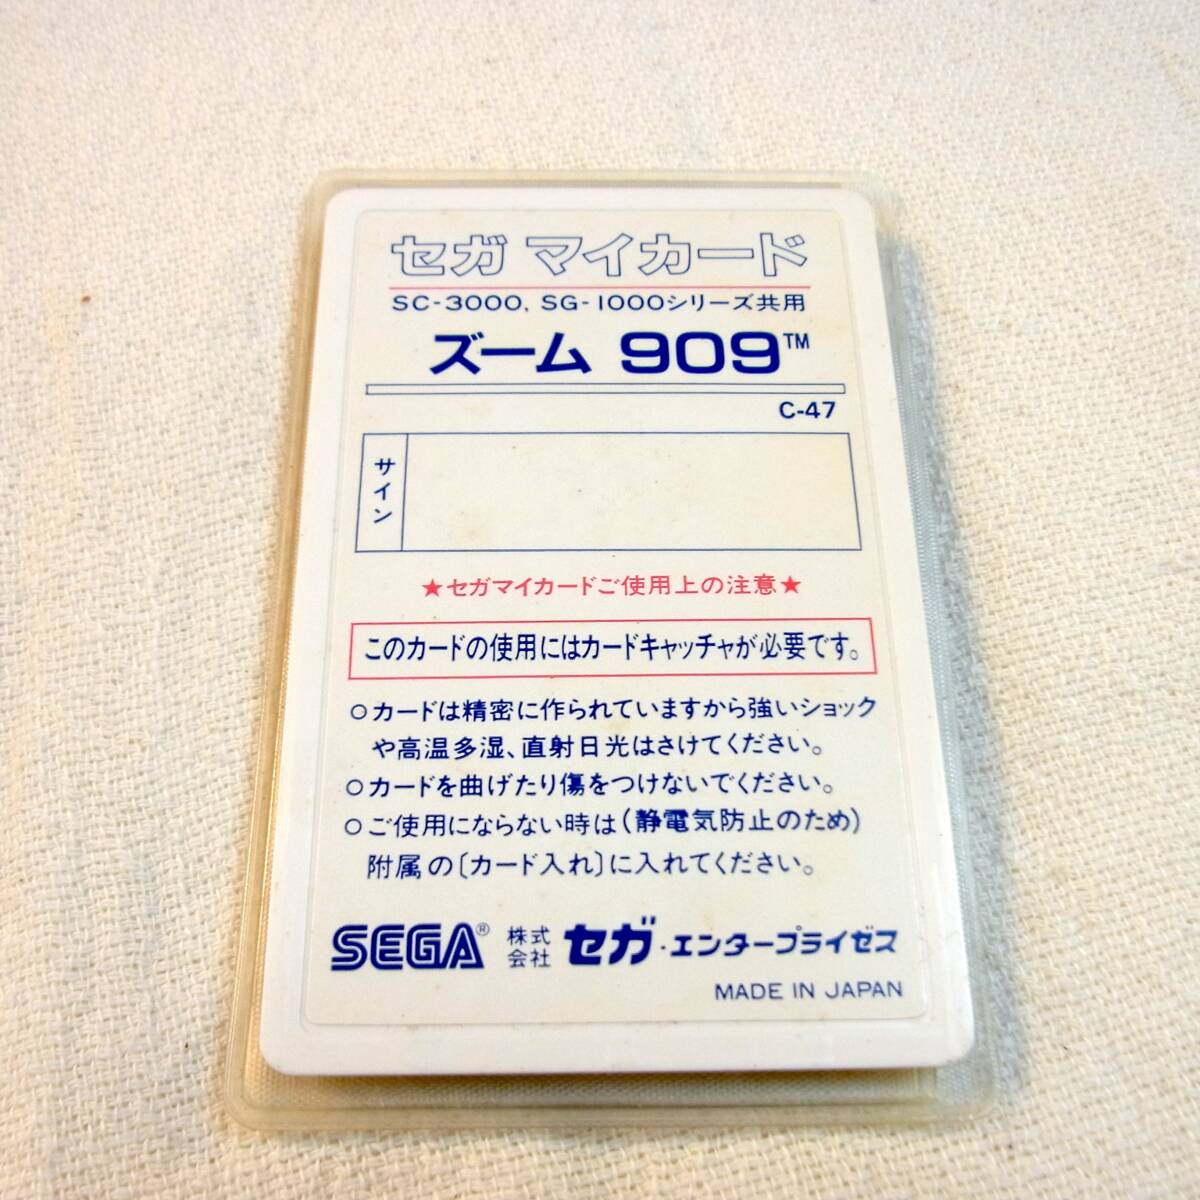 セガ マイカード
SC-3000, SG-1000シリーズ共用
ズーム 909™
C-47
サイン
★セガマイカードご使用上の注意★
このカードの使用にはカードキャッチャが必要です。
○カードは精密に作られていますから強いショック
や高温多湿、直射日光はさけてください。
○カードを曲げたり傷をつけないでください。
○ご使用にならない時は(静電気防止のため)
附属の〔カード入れ〕に入れてください。
SEGA® 株式会社 セガ・エンタープライゼス
MADE IN JAPAN